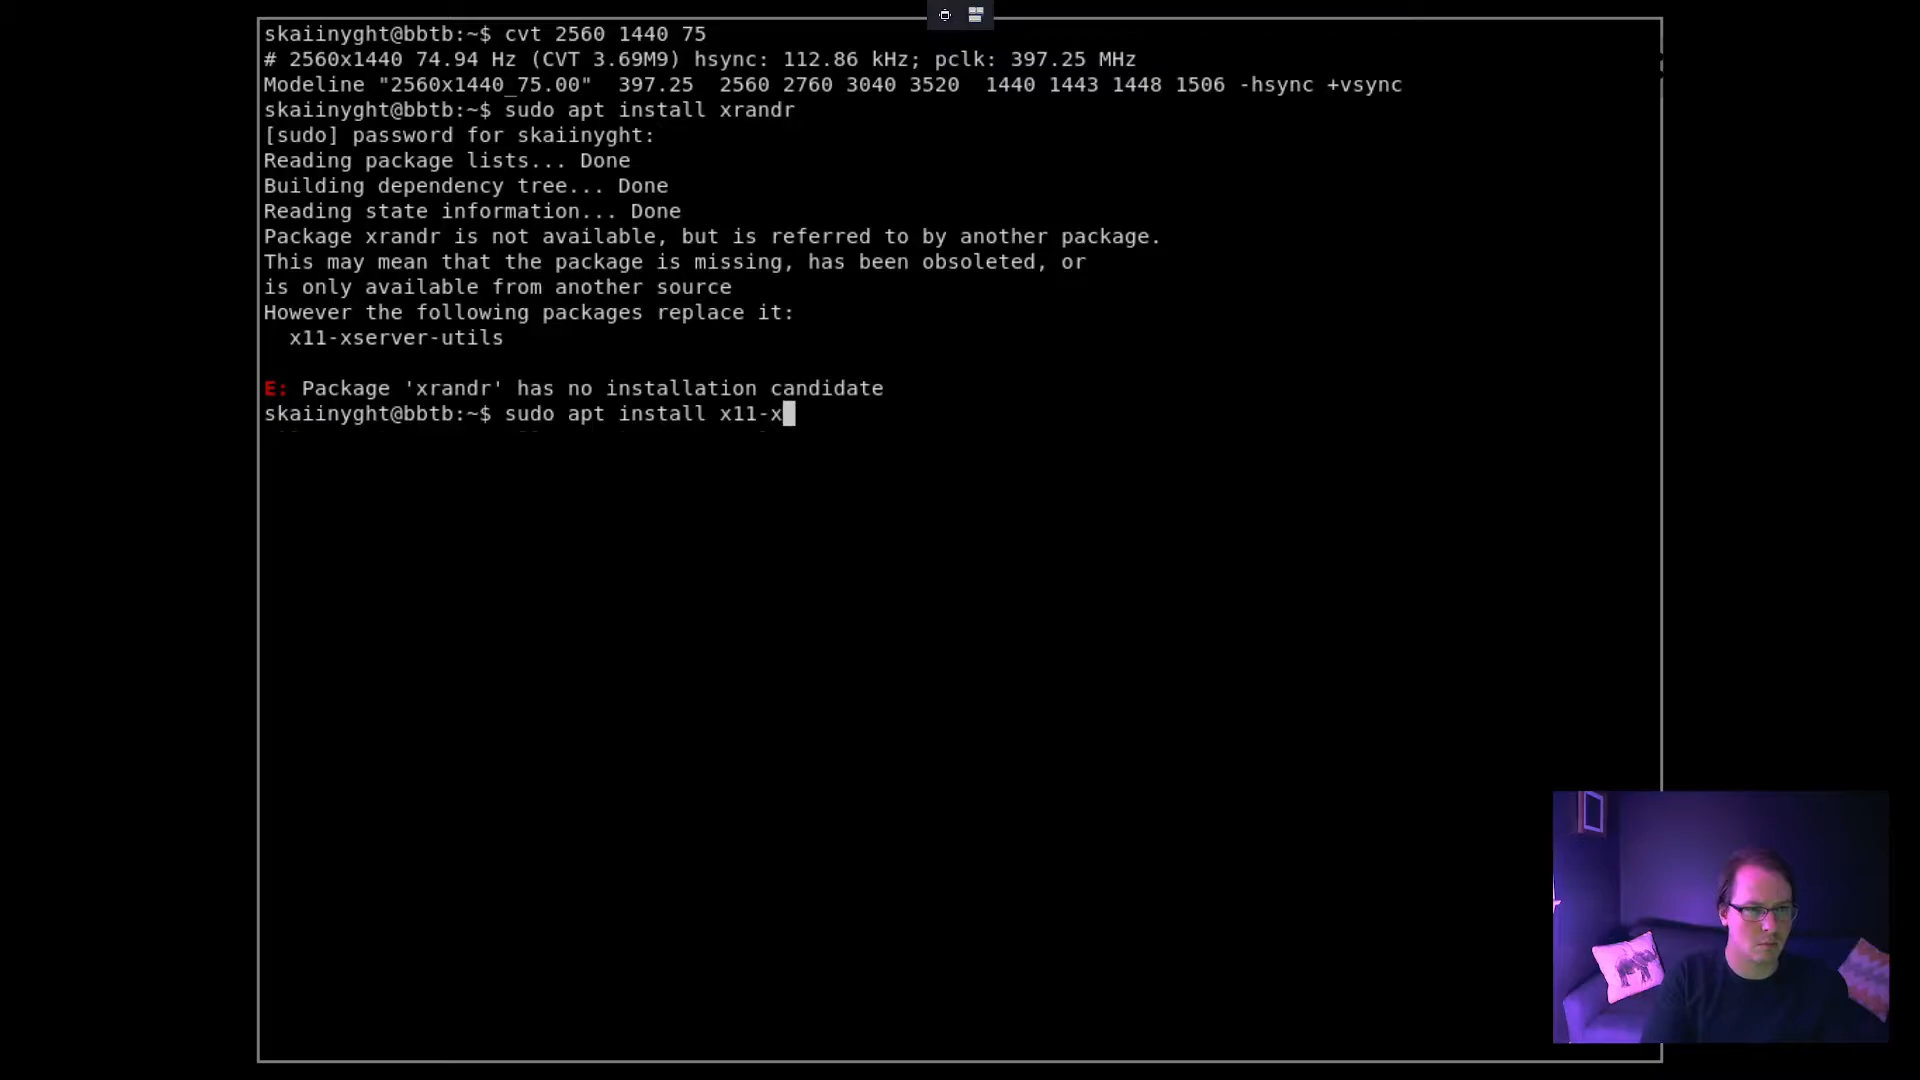 skaiinyght@bbtb:~$ cvt 2560 1440 75
# 2560x1440 74.94 Hz (CVT 3.69M9) hsync: 112.86 kHz; pclk: 397.25 MHz
Modeline "2560x1440_75.00"  397.25  2560 2760 3040 3520  1440 1443 1448 1506 -hsync +vsync
skaiinyght@bbtb:~$ sudo apt install xrandr
[sudo] password for skaiinyght:
Reading package lists... Done
Building dependency tree... Done
Reading state information... Done
Package xrandr is not available, but is referred to by another package.
This may mean that the package is missing, has been obsoleted, or
is only available from another source
However the following packages replace it:
  x11-xserver-utils
E: Package 'xrandr' has no installation candidate
skaiinyght@bbtb:~$ sudo apt install x11-x